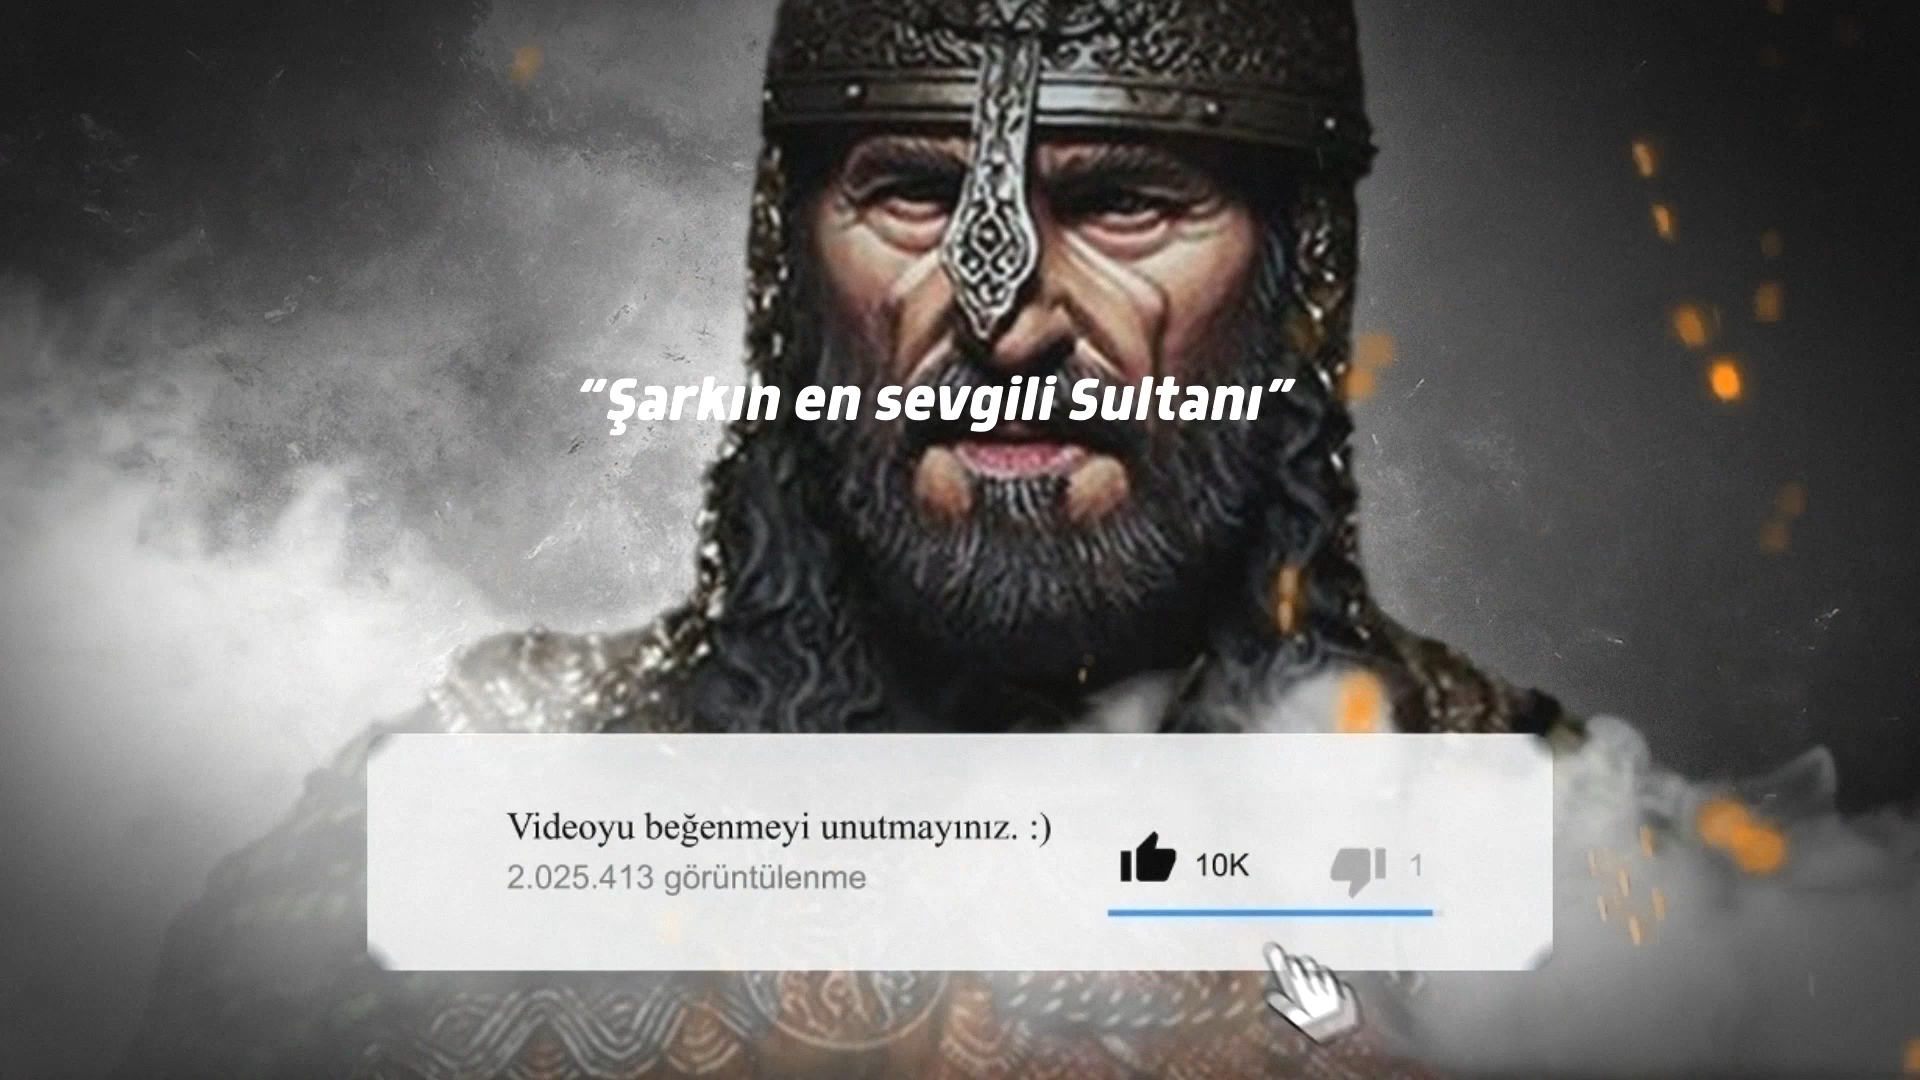 “Şarkın en sevgili Sultanı”
Videoyu beğenmeyi unutmayınız. :)
2.025.413 görüntülenme
10K
1